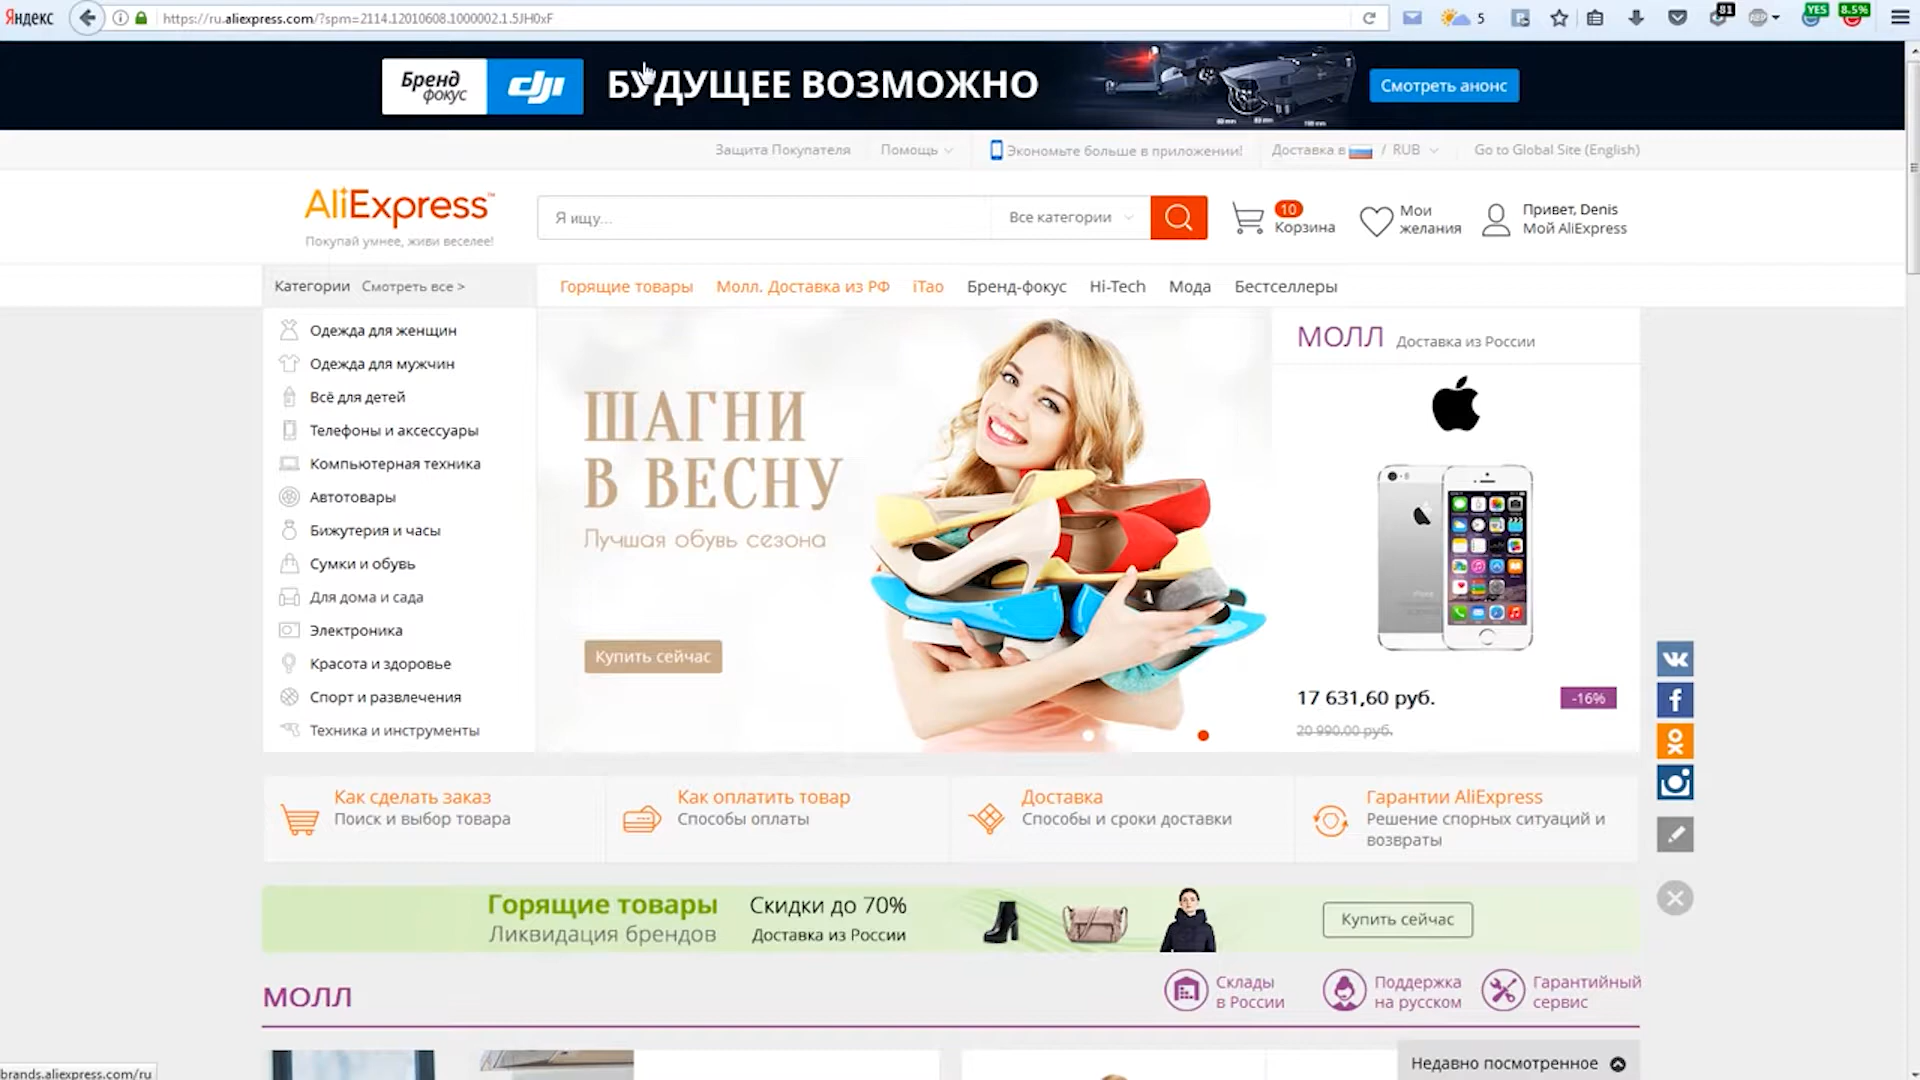 Яндекс
https://ru.aliexpress.com/?spm=2114.12010608.1000002.1.5JH0xF
5
81
ABP
YES
8.5%
Бренд
фокус
dji
БУДУЩЕЕ ВОЗМОЖНО
Смотреть анонс
Защита Покупателя
Помощь
Экономьте больше в приложении!
Доставка в / RUB
Go to Global Site (English)
AliExpress™
Покупай умнее, живи веселее!
Я ищу...
Все категории
10
Корзина
Мои
желания
Привет, Denis
Мой AliExpress
Категории Смотреть все >
Горящие товары
Молл. Доставка из РФ
iTao
Бренд-фокус
Hi-Tech
Мода
Бестселлеры
Одежда для женщин
Одежда для мужчин
Всё для детей
Телефоны и аксессуары
Компьютерная техника
Автотовары
Бижутерия и часы
Сумки и обувь
Для дома и сада
Электроника
Красота и здоровье
Спорт и развлечения
Техника и инструменты
ШАГНИ
В ВЕСНУ
Лучшая обувь сезона
Купить сейчас
МОЛЛ Доставка из России
17 631,60 руб.
-16%
20 990,00 руб.
Как сделать заказ
Поиск и выбор товара
Как оплатить товар
Способы оплаты
Доставка
Способы и сроки доставки
Гарантии AliExpress
Решение спорных ситуаций и
возвраты
Горящие товары
Ликвидация брендов
Скидки до 70%
Доставка из России
Купить сейчас
МОЛЛ
Склады
в России
Поддержка
на русском
Гарантийный
сервис
Недавно посмотренное
brands.aliexpress.com/ru